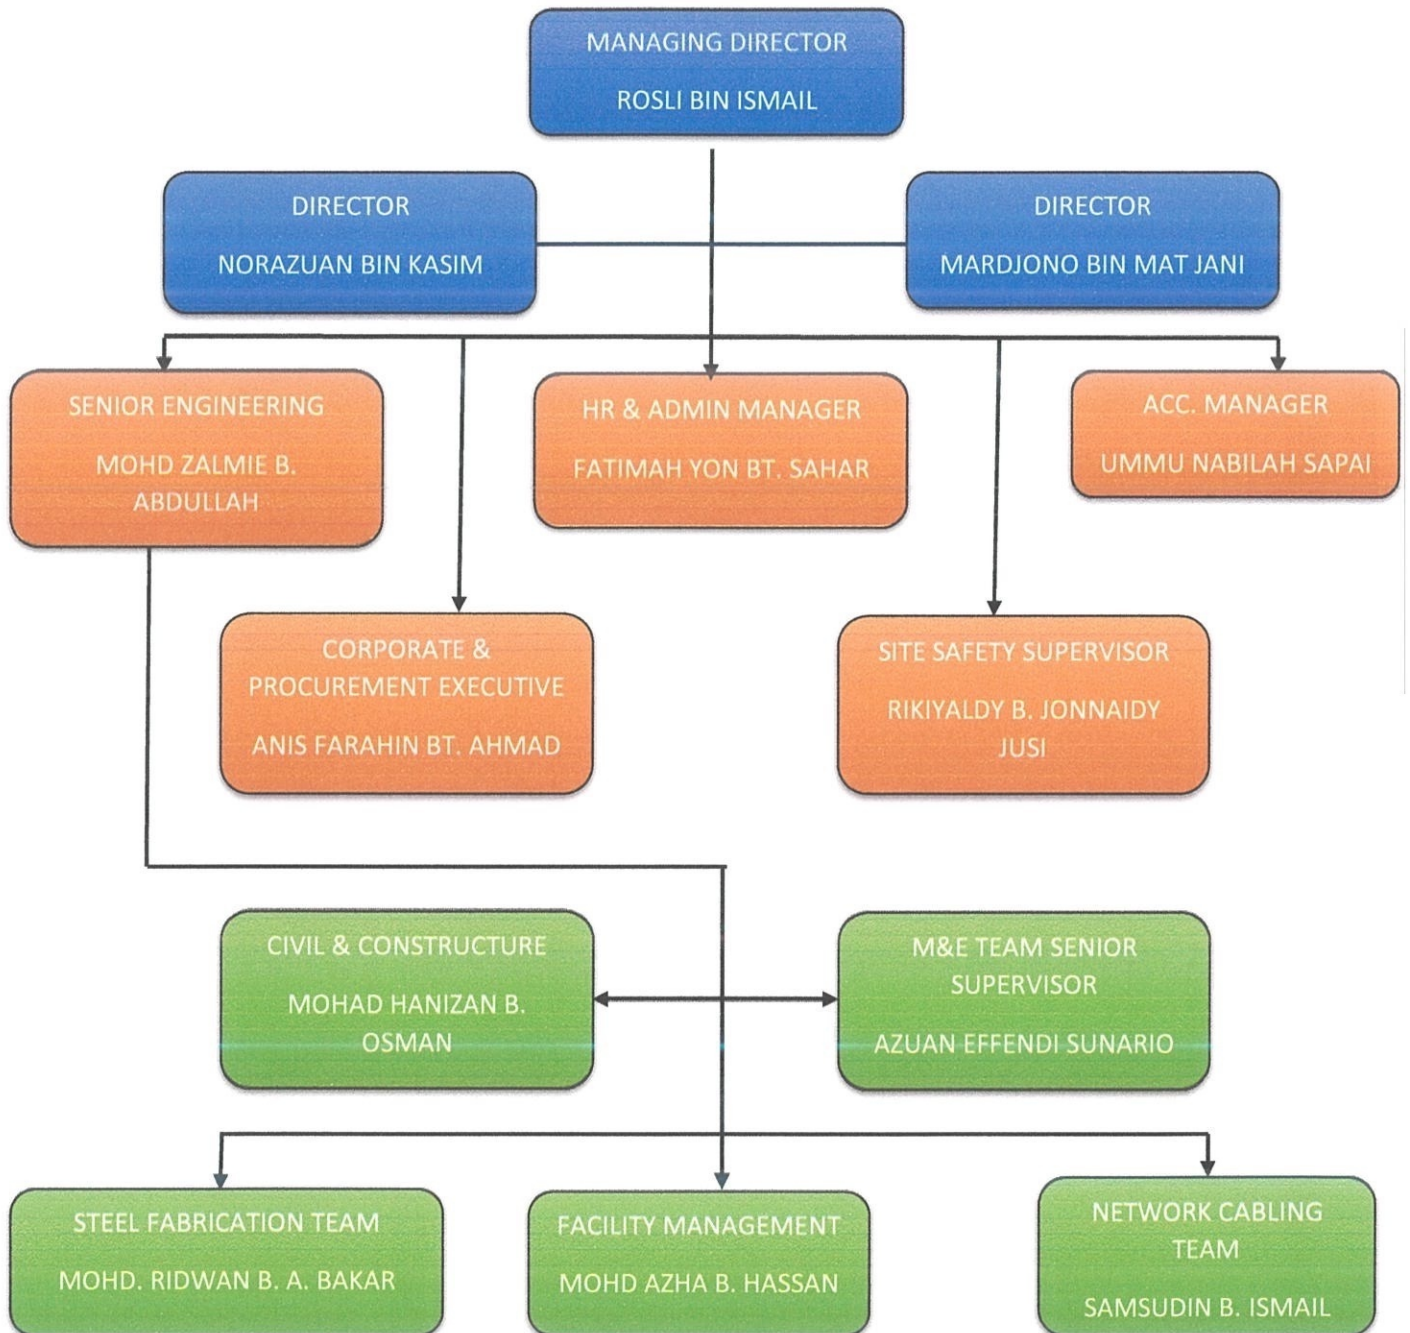 MANAGING DIRECTOR
ROSLI BIN ISMAIL
DIRECTOR
NORAZUAN BIN KASIM
DIRECTOR
MARDJONO BIN MAT JANI
SENIOR ENGINEERING
MOHD ZALMIE B.
ABDULLAH
HR & ADMIN MANAGER
FATIMAH YON BT. SAHAR
ACC. MANAGER
UMMU NABILAH SAPAI
CORPORATE &
PROCUREMENT EXECUTIVE
ANIS FARAHIN BT. AHMAD
SITE SAFETY SUPERVISOR
RIKIYALDY B. JONNAIDY
JUSI
CIVIL & CONSTRUCTURE
MOHAD HANIZAN B.
OSMAN
M&E TEAM SENIOR
SUPERVISOR
AZUAN EFFENDI SUNARIO
STEEL FABRICATION TEAM
MOHD. RIDWAN B. A. BAKAR
FACILITY MANAGEMENT
MOHD AZHA B. HASSAN
NETWORK CABLING
TEAM
SAMSUDIN B. ISMAIL